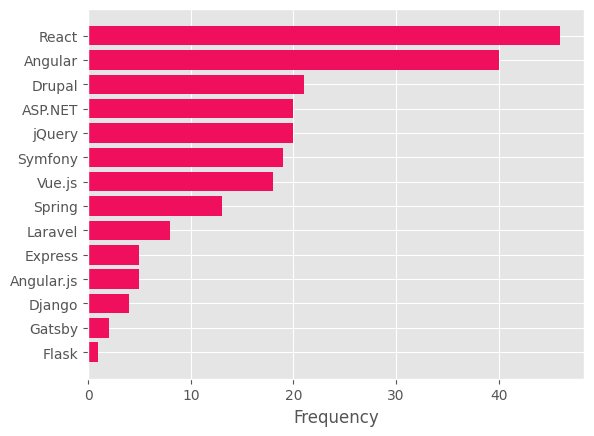 React
Angular
Drupal
ASP.NET
jQuery
Symfony
Vue.js
Spring
Laravel
Express
Angular.js
Django
Gatsby
Flask
0 10 20 30 40
Frequency